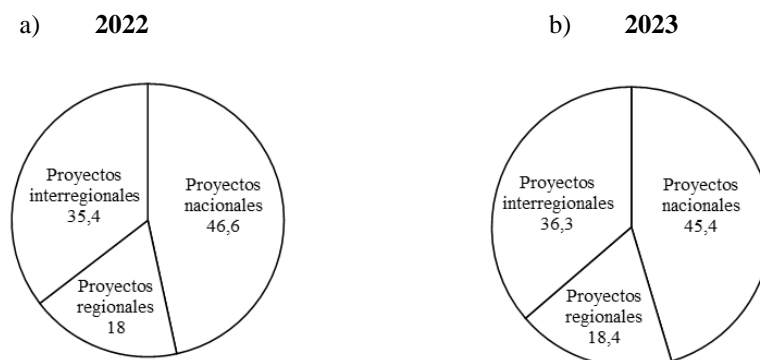 a) 2022
b) 2023
Proyectos
interregionales
35,4
Proyectos
nacionales
46,6
Proyectos
regionales
18
Proyectos
interregionales
36,3
Proyectos
nacionales
45,4
Proyectos
regionales
18,4